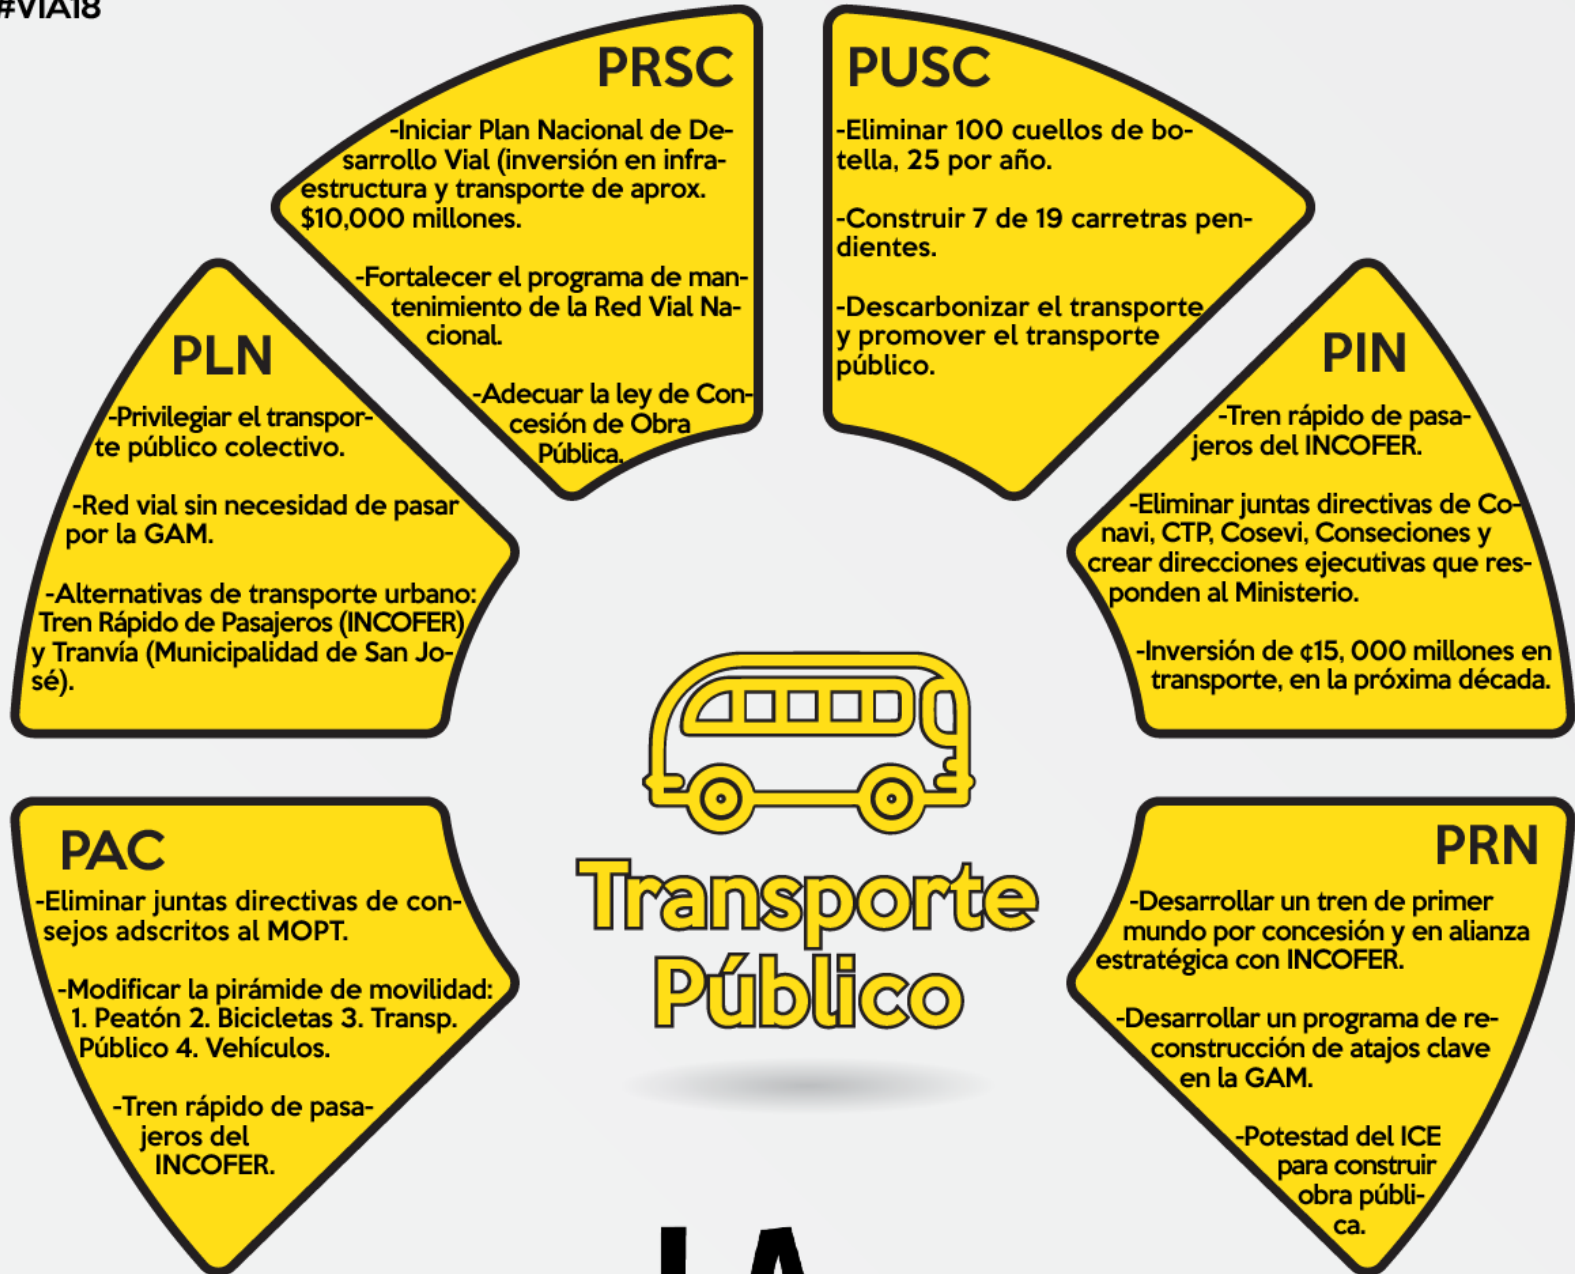 #VIA18
PRSC
-Iniciar Plan Nacional de De-
sarrollo Vial (inversión en infra-
estructura y transporte de aprox.
$10,000 millones.
-Fortalecer el programa de man-
tenimiento de la Red Vial Na-
cional.
-Adecuar la ley de Con-
cesión de Obra
Pública.
PUSC
-Eliminar 100 cuellos de bo-
tella, 25 por año.
-Construir 7 de 19 carretras pen-
dientes.
-Descarbonizar el transporte
y promover el transporte
público.
PLN
-Privilegiar el transpor-
te público colectivo.
-Red vial sin necesidad de pasar
por la GAM.
-Alternativas de transporte urbano:
Tren Rápido de Pasajeros (INCOFER)
y Tranvía (Municipalidad de San Jo-
sé).
PIN
-Tren rápido de pasa-
jeros del INCOFER.
-Eliminar juntas directivas de Co-
navi, CTP, Cosevi, Conseciones y
crear direcciones ejecutivas que res-
ponden al Ministerio.
-Inversión de ¢15, 000 millones en
transporte, en la próxima década.
PAC
-Eliminar juntas directivas de con-
sejos adscritos al MOPT.
-Modificar la pirámide de movilidad:
1. Peatón 2. Bicicletas 3. Transp.
Público 4. Vehículos.
-Tren rápido de pasa-
jeros del
INCOFER.
Transporte
Público
PRN
-Desarrollar un tren de primer
mundo por concesión y en alianza
estratégica con INCOFER.
-Desarrollar un programa de re-
construcción de atajos clave
en la GAM.
-Potestad del ICE
para construir
obra públi-
ca.
LA